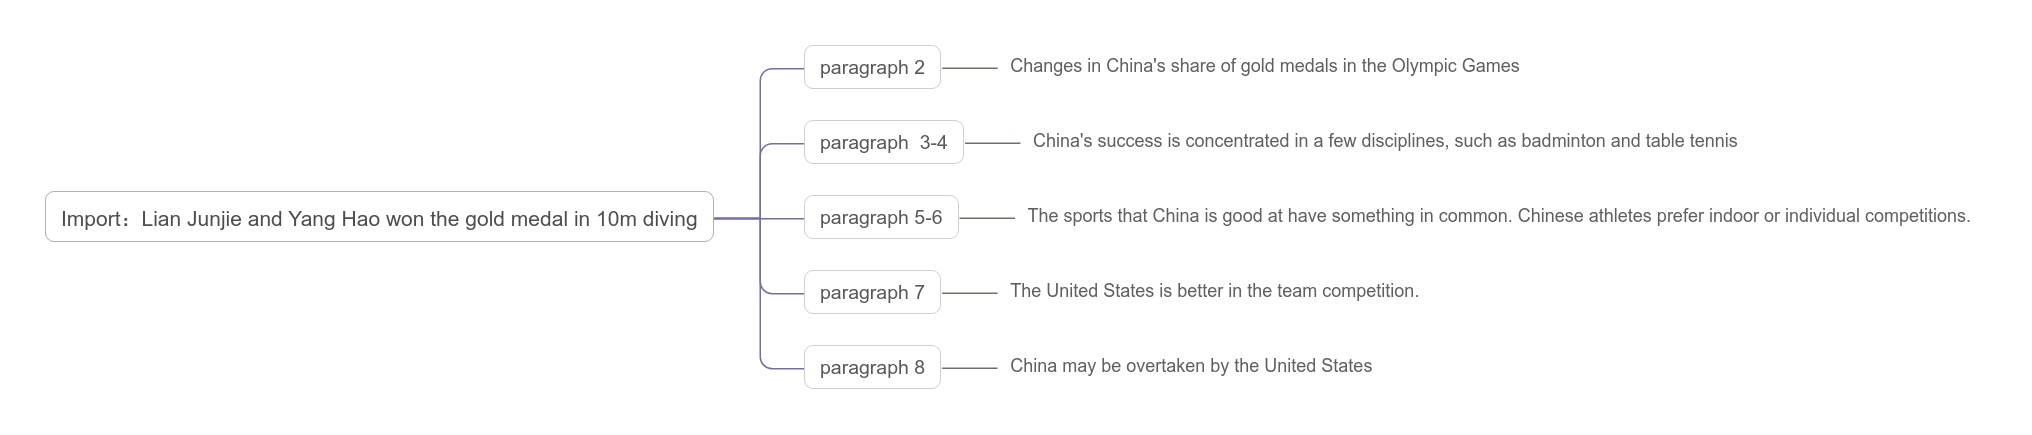 Import：Lian Junjie and Yang Hao won the gold medal in 10m diving
paragraph 2
Changes in China's share of gold medals in the Olympic Games
paragraph  3-4
China's success is concentrated in a few disciplines, such as badminton and table tennis
paragraph 5-6
The sports that China is good at have something in common. Chinese athletes prefer indoor or individual competitions.
paragraph 7
The United States is better in the team competition.
paragraph 8
China may be overtaken by the United States